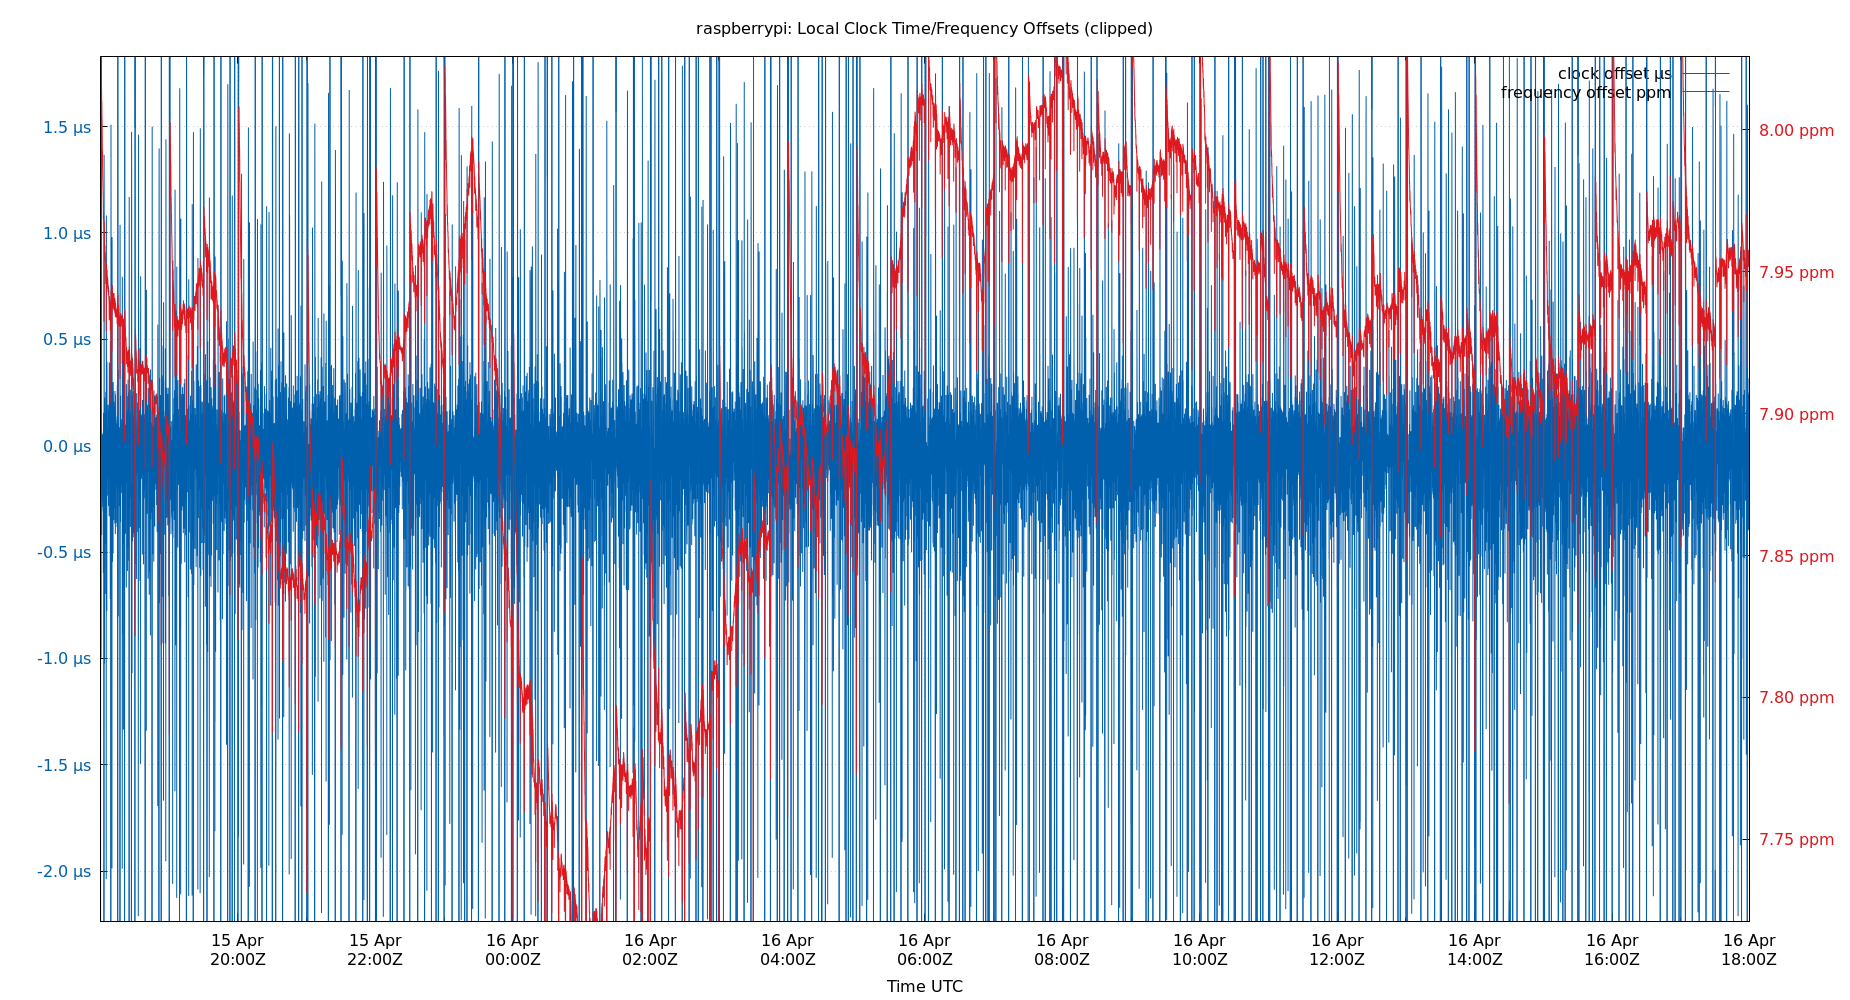 raspberrypi: Local Clock Time/Frequency Offsets (clipped)
clock offset µs
frequency offset ppm
1.5 µs
1.0 µs
0.5 µs
0.0 µs
-0.5 µs
-1.0 µs
-1.5 µs
-2.0 µs
8.00 ppm
7.95 ppm
7.90 ppm
7.85 ppm
7.80 ppm
7.75 ppm
15 Apr 15 Apr 16 Apr 16 Apr 16 Apr 16 Apr 16 Apr 16 Apr 16 Apr 16 Apr 16 Apr 16 Apr
20:00Z 22:00Z 00:00Z 02:00Z 04:00Z 06:00Z 08:00Z 10:00Z 12:00Z 14:00Z 16:00Z 18:00Z
Time UTC